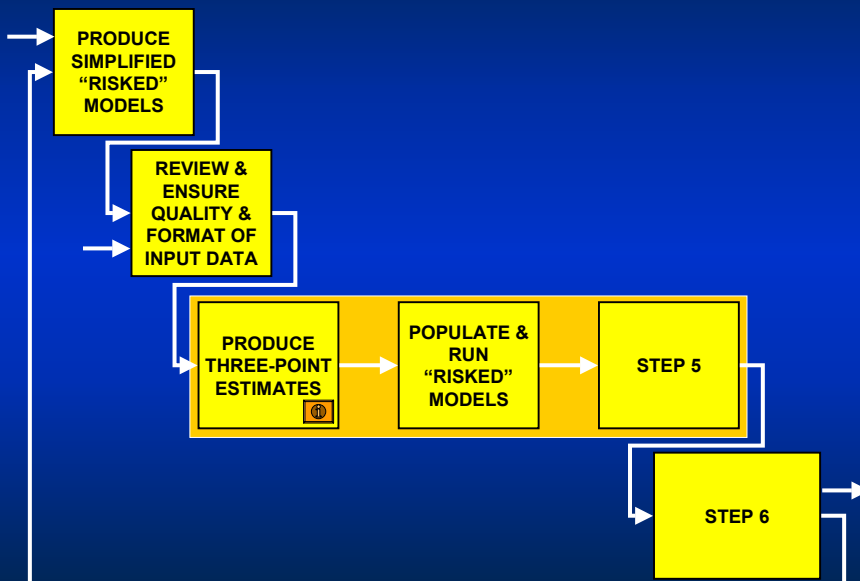 PRODUCE
SIMPLIFIED
“RISKED”
MODELS
REVIEW &
ENSURE
QUALITY &
FORMAT OF
INPUT DATA
PRODUCE
THREE-POINT
ESTIMATES
POPULATE &
RUN
“RISKED”
MODELS
STEP 5
STEP 6